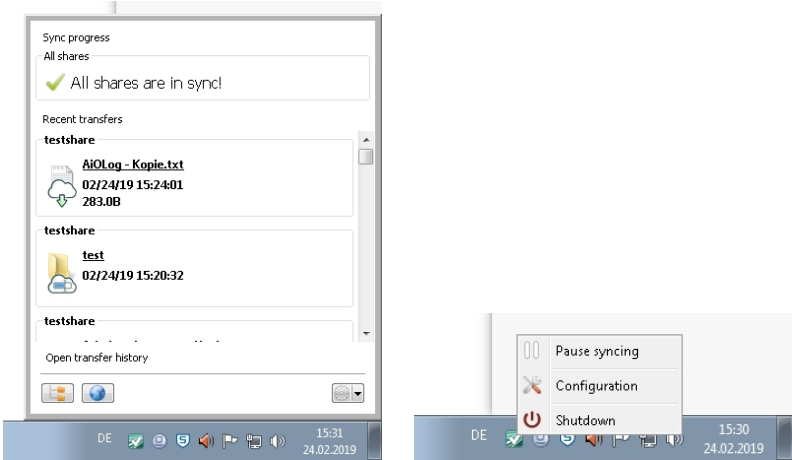 Sync progress
All shares
All shares are in sync!
Recent transfers
testshare
AiOLog - Kopie.txt
02/24/19 15:24:01
283.0B
testshare
test
02/24/19 15:20:32
testshare
Open transfer history
DE
15:31
24.02.2019
Pause syncing
Configuration
Shutdown
DE
15:30
24.02.2019